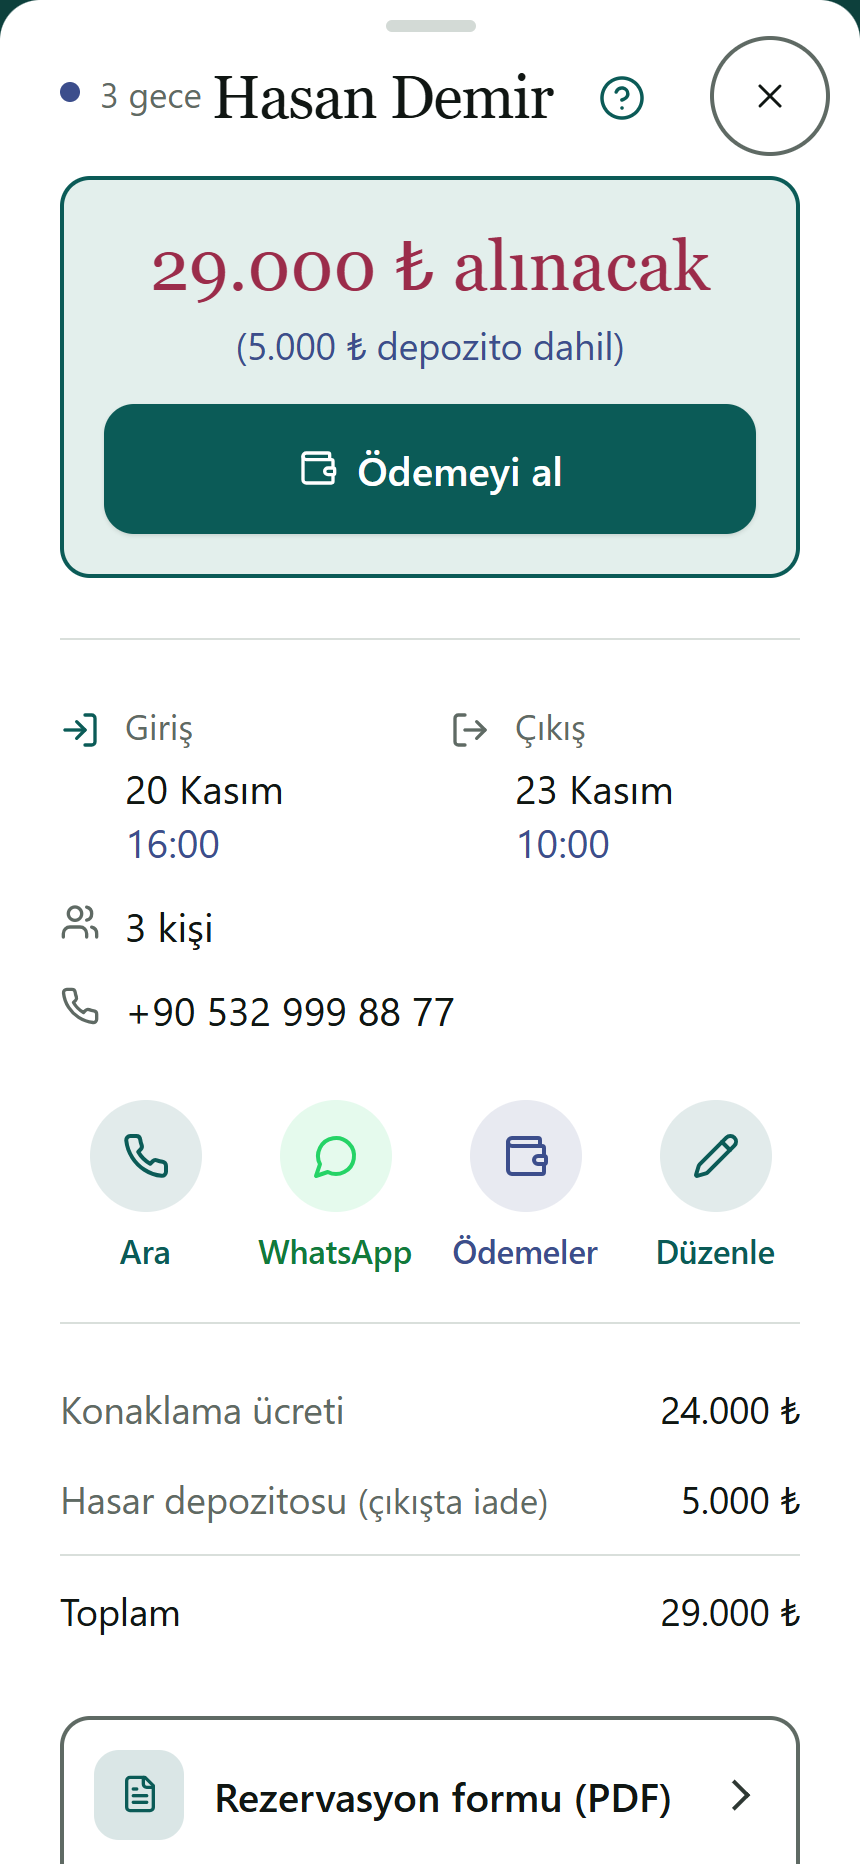 3 gece Hasan Demir
29.000 ₺ alınacak
(5.000 ₺ depozito dahil)
Ödemeyi al
Giriş
20 Kasım
16:00
Çıkış
23 Kasım
10:00
3 kişi
+90 532 999 88 77
Ara
WhatsApp
Ödemeler
Düzenle
Konaklama ücreti 24.000 ₺
Hasar depozitosu (çıkışta iade) 5.000 ₺
Toplam 29.000 ₺
Rezervasyon formu (PDF)